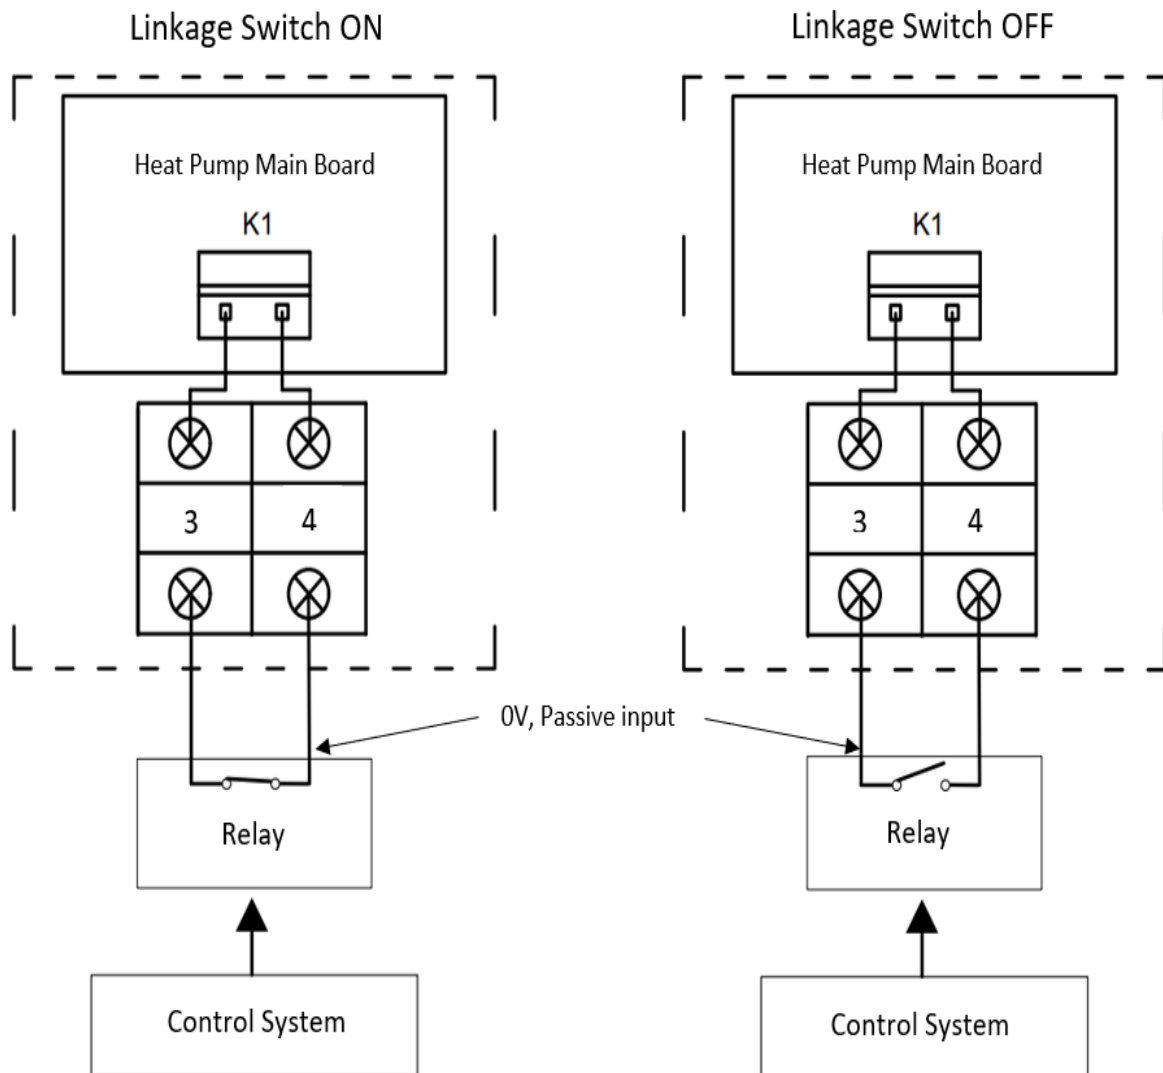 Linkage Switch ON
Heat Pump Main Board
K1
3
4
Relay
Control System
0V, Passive input
Linkage Switch OFF
Heat Pump Main Board
K1
3
4
Relay
Control System